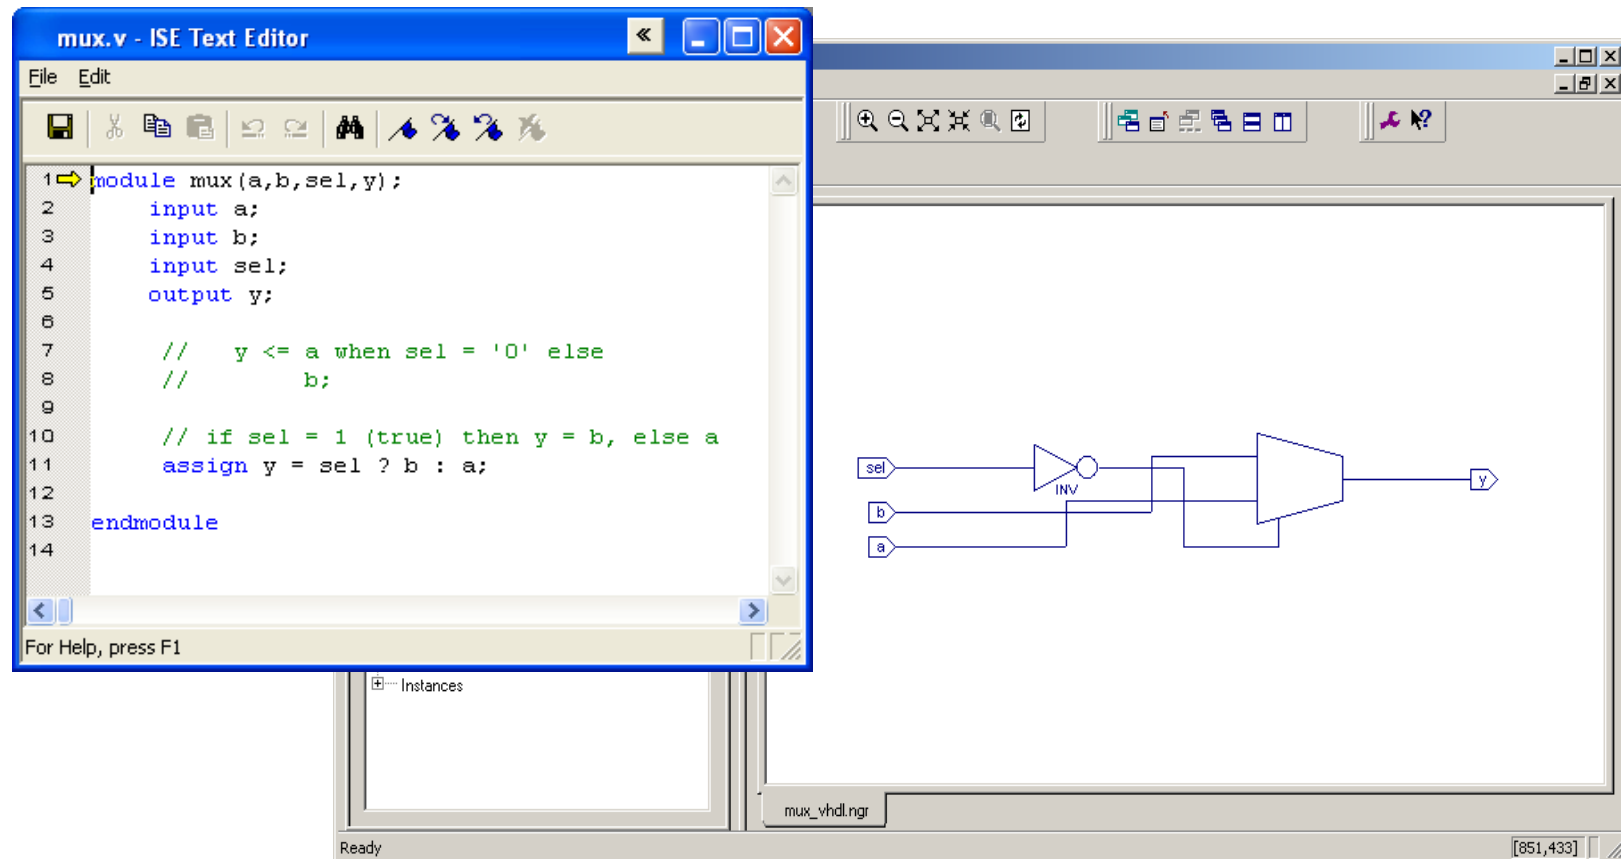 mux.v - ISE Text Editor
File Edit
1 module mux(a,b,sel,y);
2 input a;
3 input b;
4 input sel;
5 output y;
6
7 // y <= a when sel = '0' else
8 // b;
9
10 // if sel = 1 (true) then y = b, else a
11 assign y = sel ? b : a;
12
13 endmodule
14
For Help, press F1
Instances
sel
INV
b
a
y
mux_vhdl.ngr
Ready
[851,433]